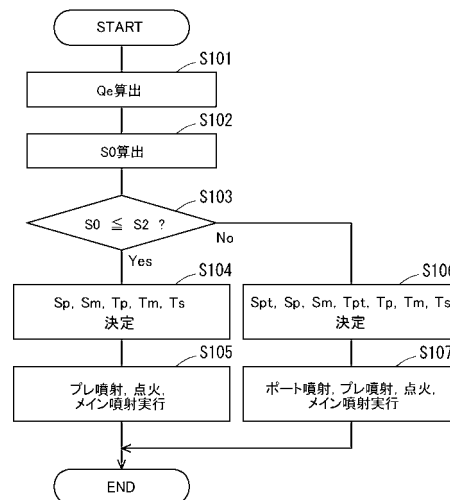 START
S101
Qe算出
S102
S0算出
S103
S0 ≦ S2 ?
No
Yes
S104
Sp, Sm, Tp, Tm, Ts
決定
S106
Spt, Sp, Sm, Tpt, Tp, Tm, Ts
決定
S105
プレ噴射, 点火,
メイン噴射実行
S107
ポート噴射, プレ噴射, 点火,
メイン噴射実行
END